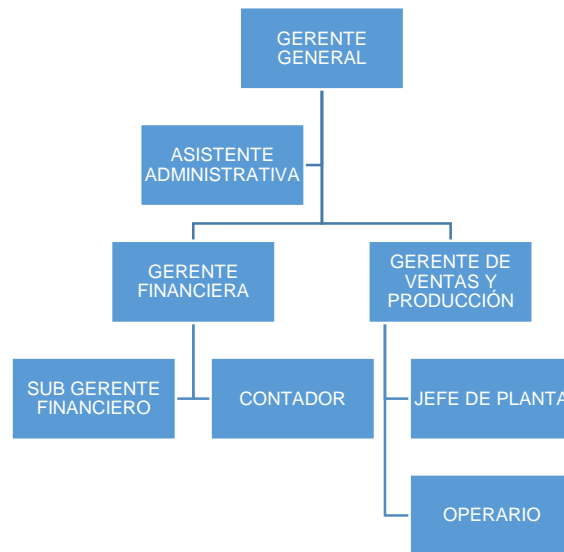 GERENTE
GENERAL
ASISTENTE
ADMINISTRATIVA
GERENTE
FINANCIERA
GERENTE DE
VENTAS Y
PRODUCCIÓN
SUB GERENTE
FINANCIERO
CONTADOR
JEFE DE PLANTA
OPERARIO